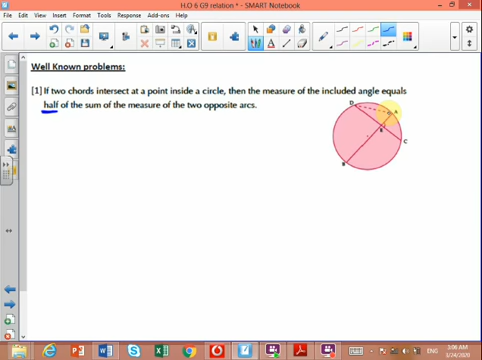 H.O 6 G9 relation * - SMART Notebook
File Edit View Insert Format Tools Response Add-ons Help
Well Known problems:
[1] If two chords intersect at a point inside a circle, then the measure of the included angle equals
half of the sum of the measure of the two opposite arcs.
D
A
E
C
B
ENG
5:06 AM
3/24/2020